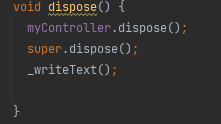 void dispose() {
myController.dispose();
super.dispose();
_writeText();
}